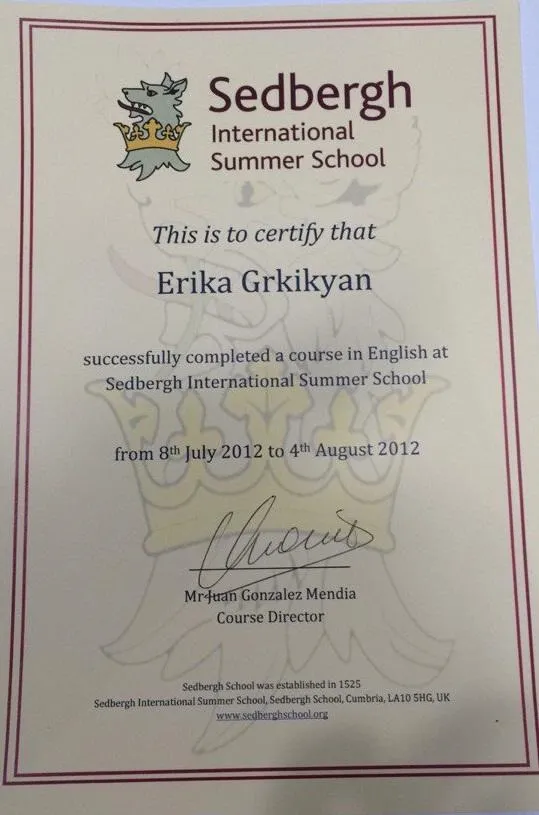 Sedbergh
International
Summer School
This is to certify that
Erika Grkikyan
successfully completed a course in English at
Sedbergh International Summer School
from 8th July 2012 to 4th August 2012
Mr Juan Gonzalez Mendia
Course Director
Sedbergh School was established in 1525
Sedbergh International Summer School, Sedbergh School, Cumbria, LA10 5HG, UK
www.sedberghschool.org